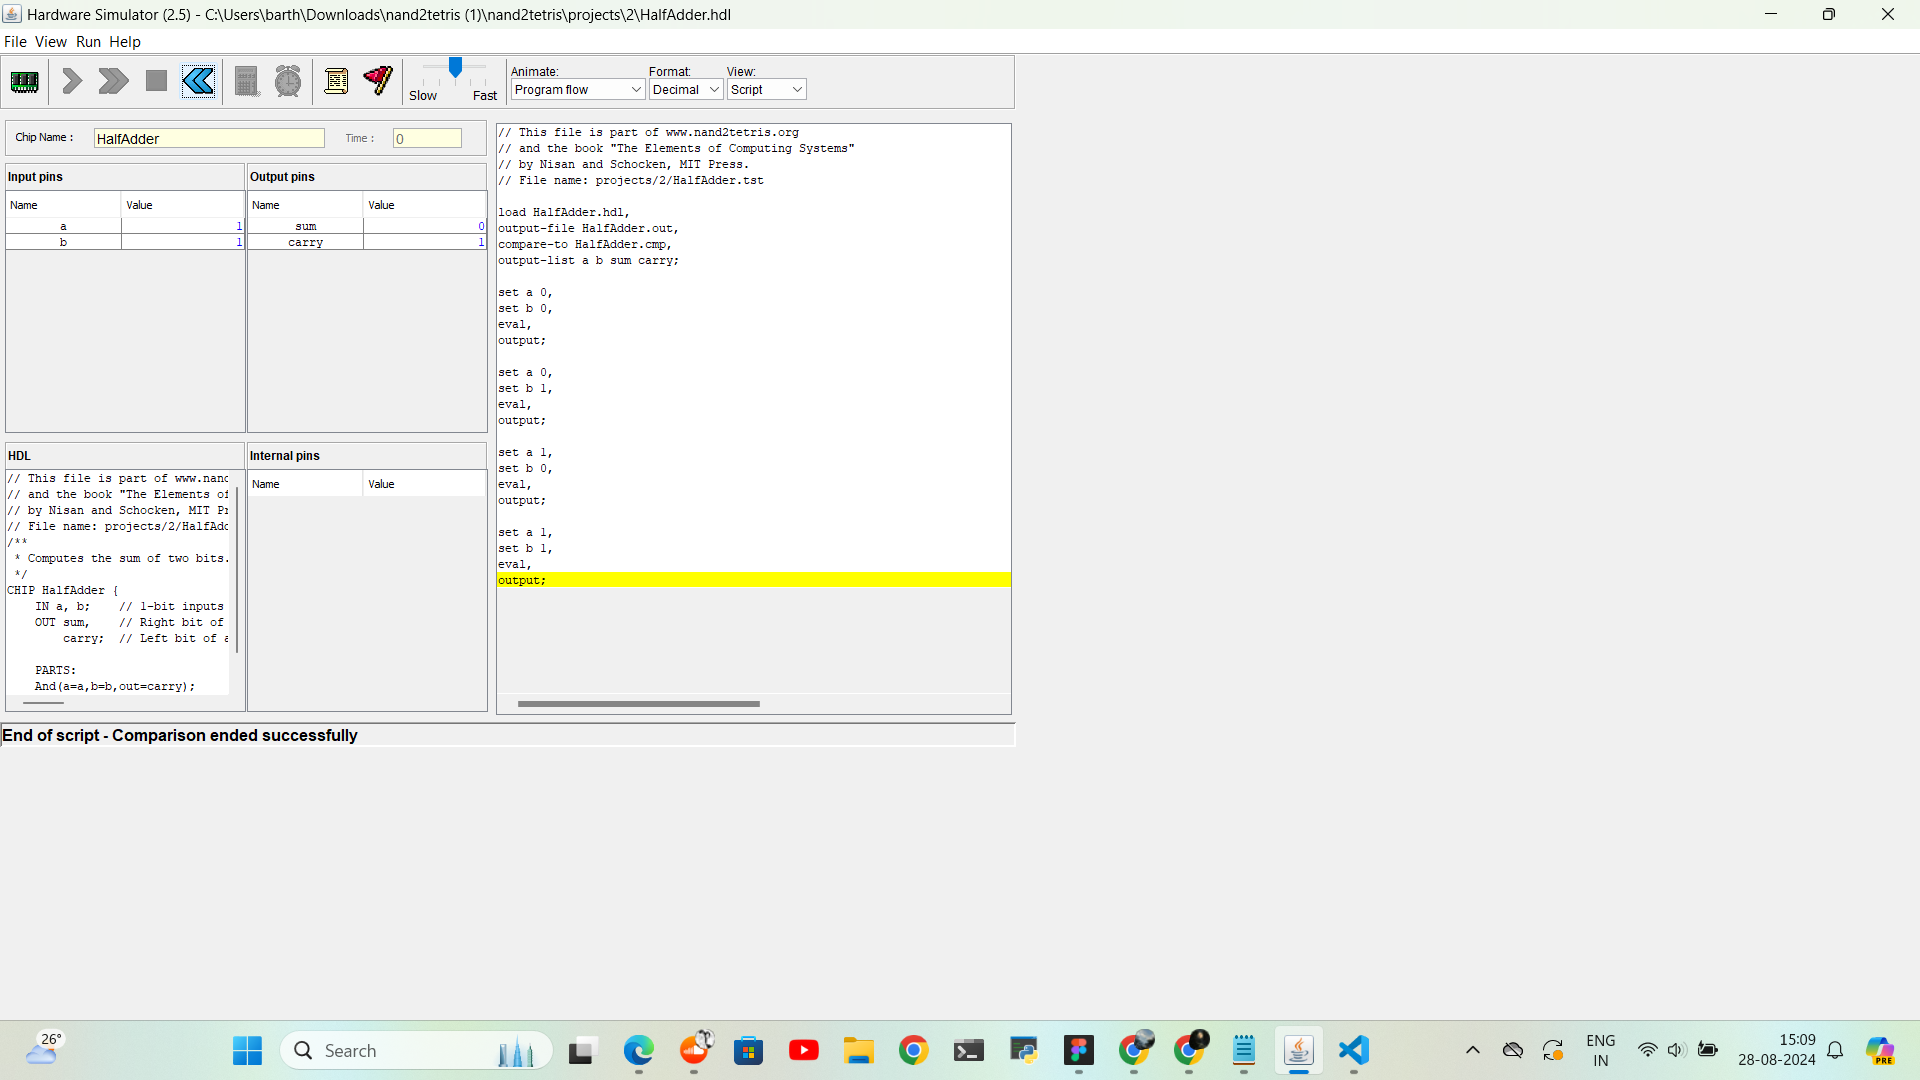 Hardware Simulator (2.5) - C:\Users\barth\Downloads\nand2tetris (1)\nand2tetris\projects\2\HalfAdder.hdl
File View Run Help
Slow Fast
Animate:
Program flow
Format:
Decimal
View:
Script
Chip Name :
HalfAdder
Time :
0
Input pins
Name Value
a 1
b 1
Output pins
Name Value
sum 0
carry 1
HDL
// This file is part of www.nand
// and the book "The Elements of
// by Nisan and Schocken, MIT Pr
// File name: projects/2/HalfAdd
/**
* Computes the sum of two bits.
*/
CHIP HalfAdder {
IN a, b; // 1-bit inputs
OUT sum, // Right bit of
carry; // Left bit of a
PARTS:
And(a=a,b=b,out=carry);
Internal pins
Name Value
// This file is part of www.nand2tetris.org
// and the book "The Elements of Computing Systems"
// by Nisan and Schocken, MIT Press.
// File name: projects/2/HalfAdder.tst
load HalfAdder.hdl,
output-file HalfAdder.out,
compare-to HalfAdder.cmp,
output-list a b sum carry;
set a 0,
set b 0,
eval,
output;
set a 0,
set b 1,
eval,
output;
set a 1,
set b 0,
eval,
output;
set a 1,
set b 1,
eval,
output;
End of script - Comparison ended successfully
26°
Search
ENG
IN
15:09
28-08-2024
PRE